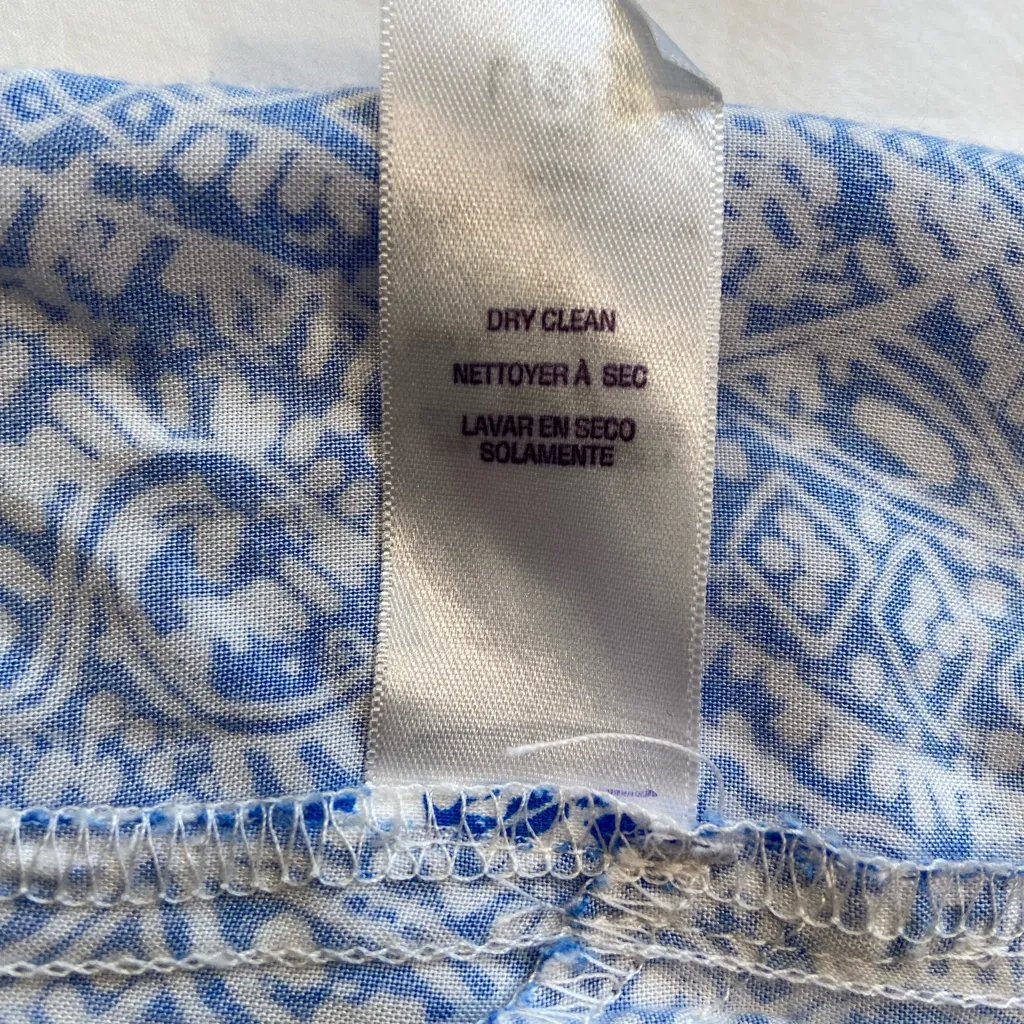 DRY CLEAN
NETTOYER À SEC
LAVAR EN SECO
SOLAMENTE